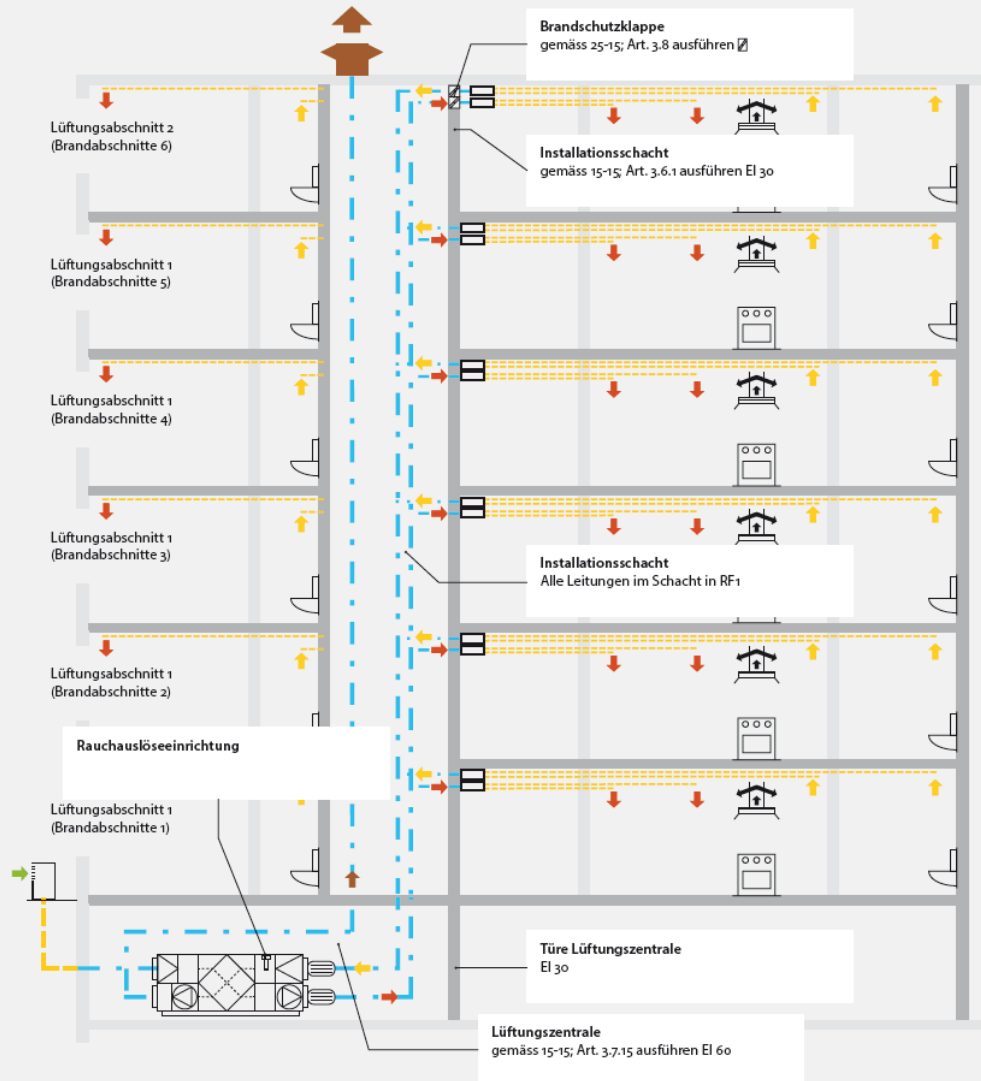 Brandschutzklappe
gemäss 25-15; Art. 3.8 ausführen
Lüftungsabschnitt 2
(Brandabschnitte 6)
Installationsschacht
gemäss 15-15; Art. 3.6.1 ausführen EI 30
Lüftungsabschnitt 1
(Brandabschnitte 5)
Lüftungsabschnitt 1
(Brandabschnitte 4)
Lüftungsabschnitt 1
(Brandabschnitte 3)
Installationsschacht
Alle Leitungen im Schacht in RF1
Lüftungsabschnitt 1
(Brandabschnitte 2)
Rauchauslöseeinrichtung
Lüftungsabschnitt 1
(Brandabschnitte 1)
Türe Lüftungszentrale
EI 30
Lüftungszentrale
gemäss 15-15; Art. 3.7.15 ausführen EI 60